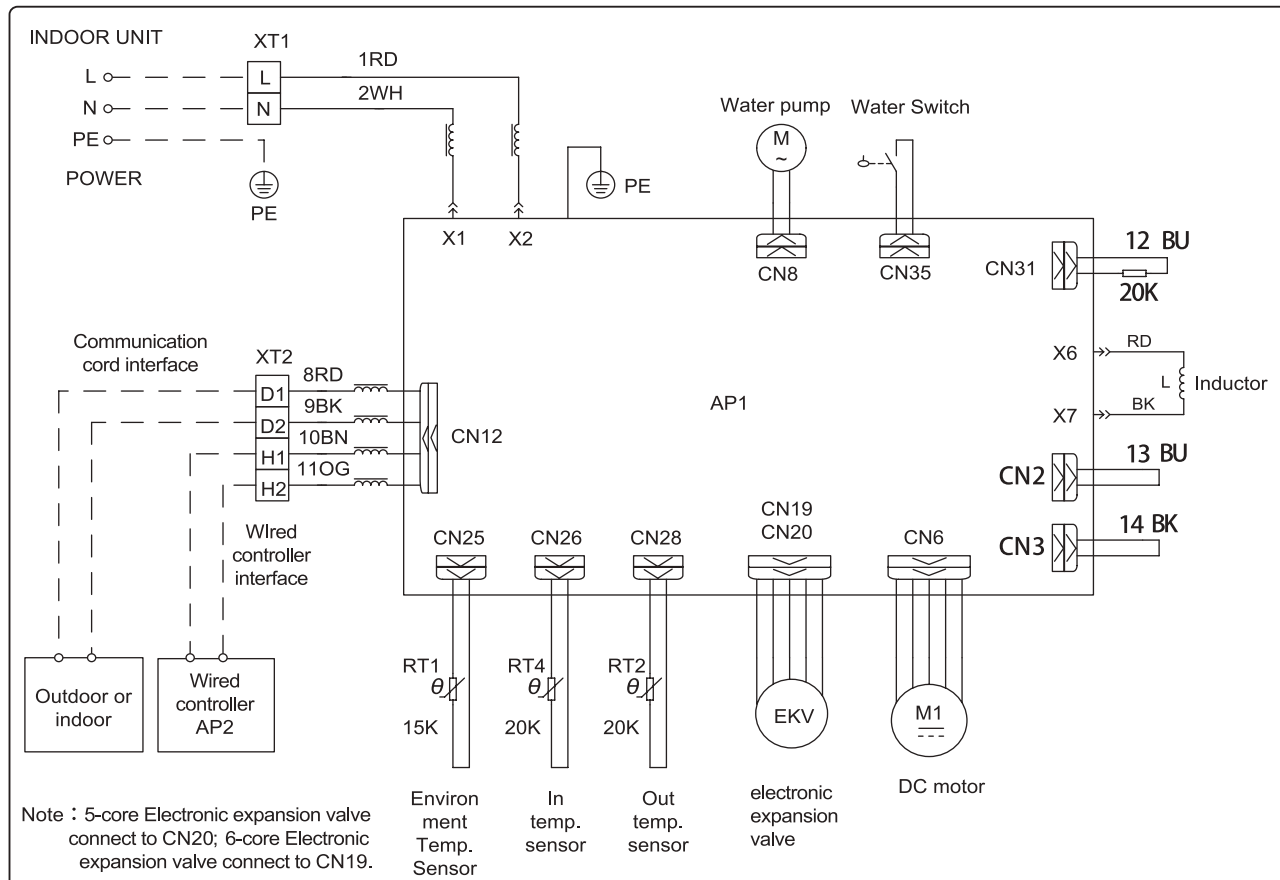 INDOOR UNIT
XT1
L
L
1RD
N
N
2WH
PE
POWER
PE
PE
Water pump
Water Switch
M
~
X1
X2
CN8
CN35
CN31
12 BU
20K
X6
RD
L
Inductor
X7
BK
AP1
Communication
cord interface
XT2
D1
8RD
D2
9BK
H1
10BN
H2
11OG
CN12
WIred
controller
interface
CN2
13 BU
CN3
14 BK
CN25
CN26
CN28
CN19
CN20
CN6
Outdoor or
indoor
Wired
controller
AP2
RT1
θ
15K
RT4
θ
20K
RT2
θ
20K
EKV
M1
Environ
ment
Temp.
Sensor
In
temp.
sensor
Out
temp.
sensor
electronic
expansion
valve
DC motor
Note：5-core Electronic expansion valve
connect to CN20; 6-core Electronic
expansion valve connect to CN19.